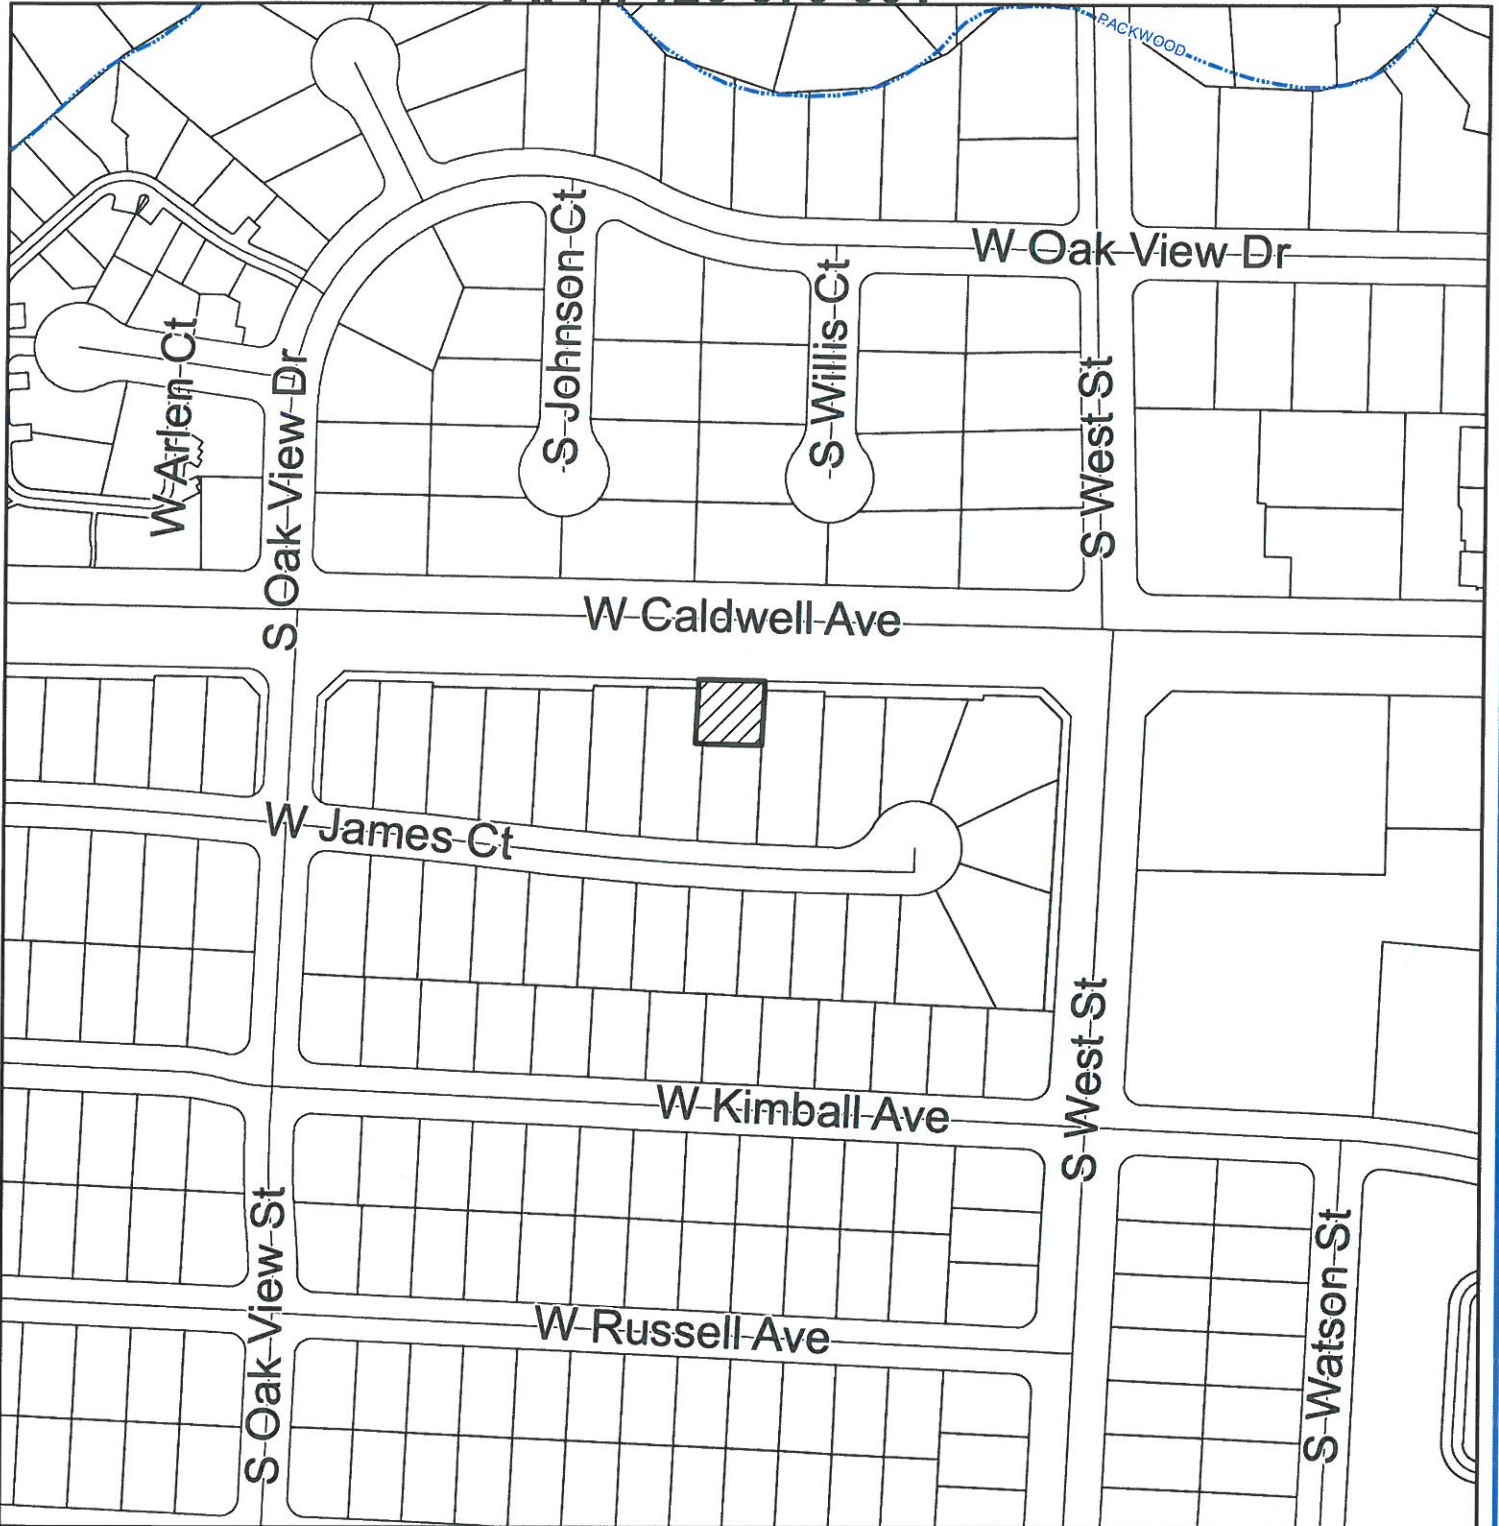 PACKWOOD
W Oak View Dr
S Johnson Ct
S Willis Ct
W Arlen Ct
S Oak View Dr
S West St
W Caldwell Ave
W James Ct
S West St
W Kimball Ave
S Oak View St
S Watson St
W Russell Ave